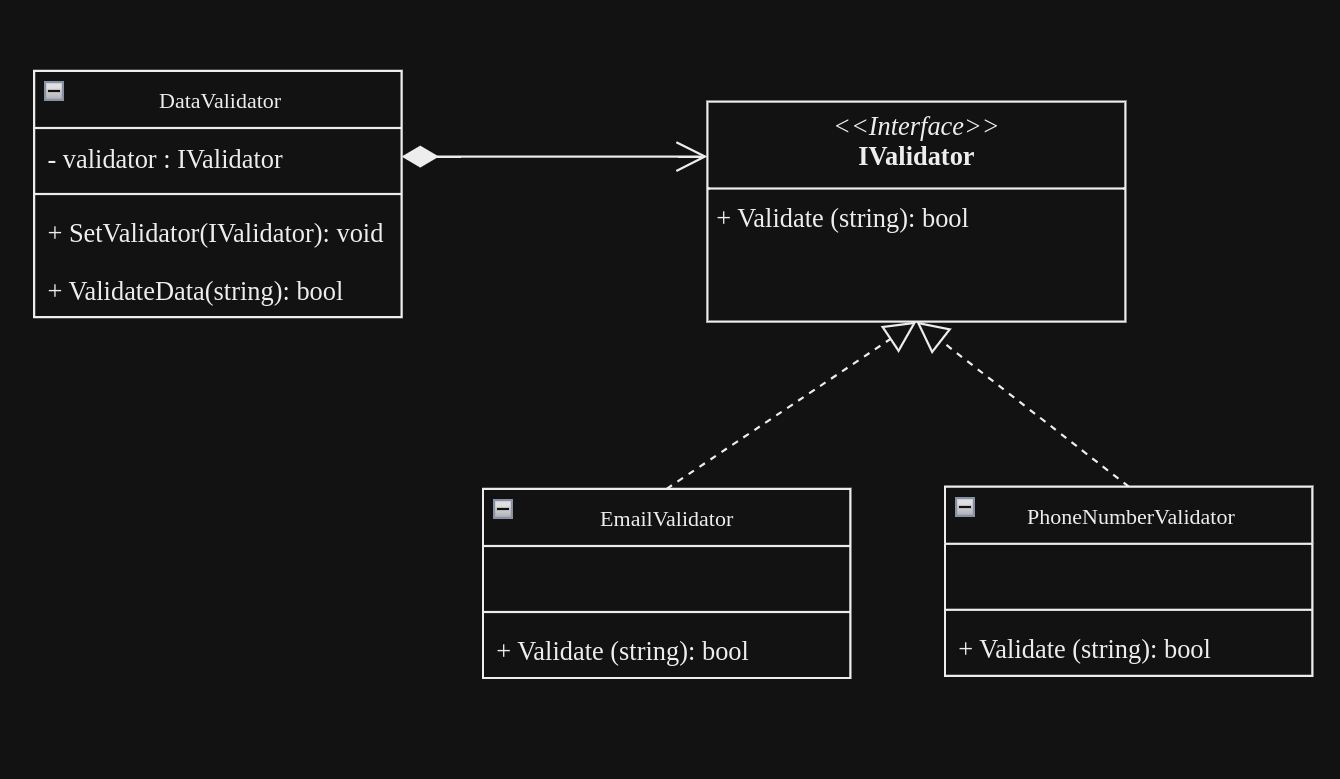 DataValidator
- validator : IValidator
+ SetValidator(IValidator): void
+ ValidateData(string): bool
<<Interface>>
IValidator
+ Validate (string): bool
EmailValidator
+ Validate (string): bool
PhoneNumberValidator
+ Validate (string): bool